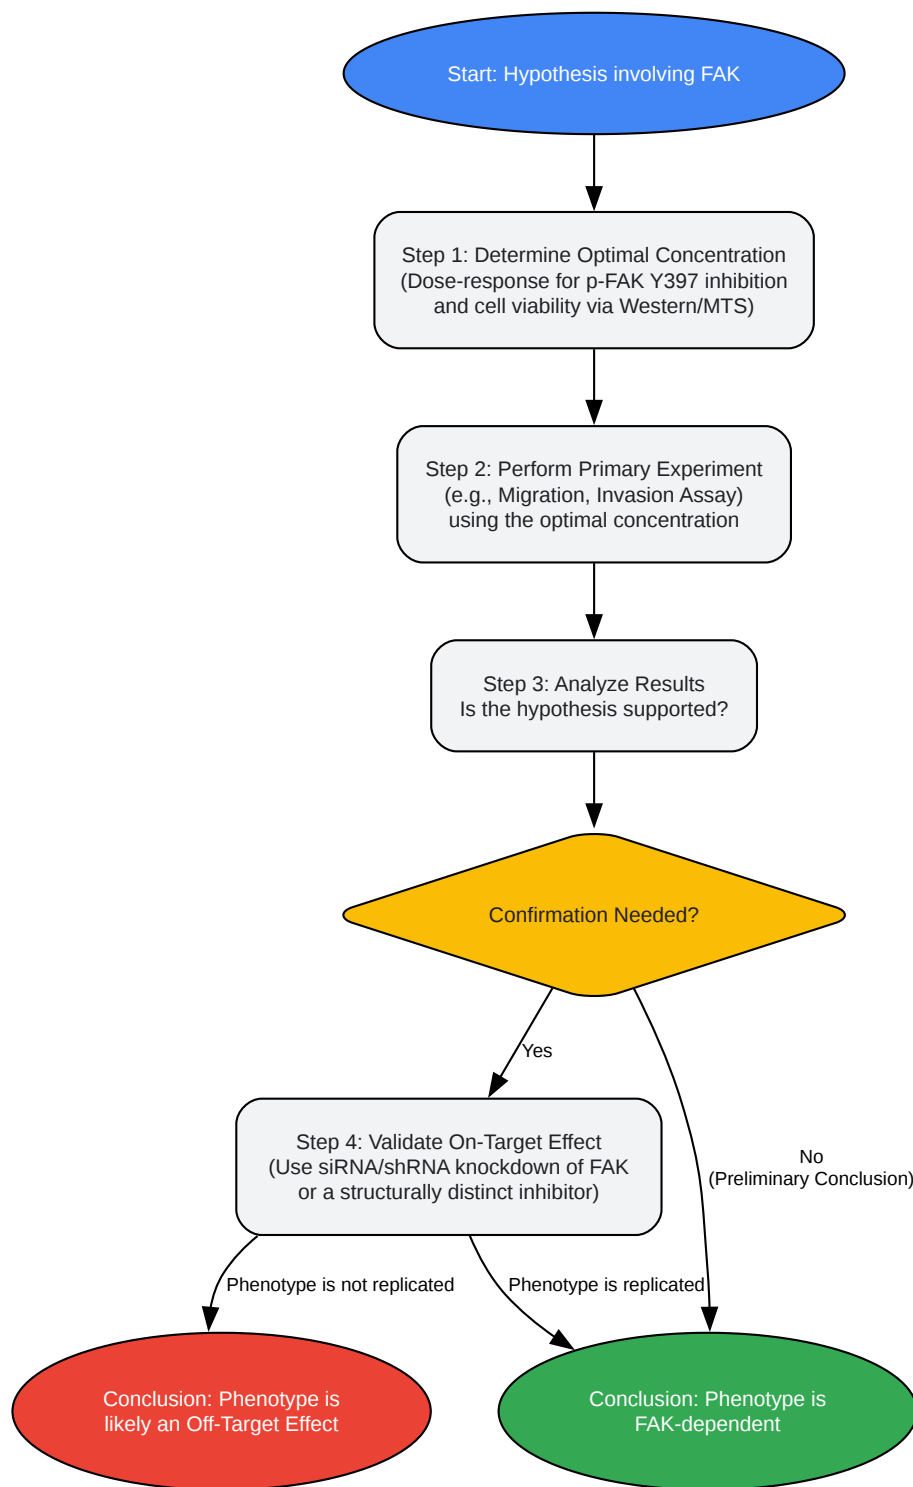 Start: Hypothesis involving FAK
Step 1: Determine Optimal Concentration
(Dose-response for p-FAK Y397 inhibition
and cell viability via Western/MTS)
Step 2: Perform Primary Experiment
(e.g., Migration, Invasion Assay)
using the optimal concentration
Step 3: Analyze Results
Is the hypothesis supported?
Confirmation Needed?
Yes
Step 4: Validate On-Target Effect
(Use siRNA/shRNA knockdown of FAK
or a structurally distinct inhibitor)
No
(Preliminary Conclusion)
Phenotype is not replicated
Phenotype is replicated
Conclusion: Phenotype is
likely an Off-Target Effect
Conclusion: Phenotype is
FAK-dependent